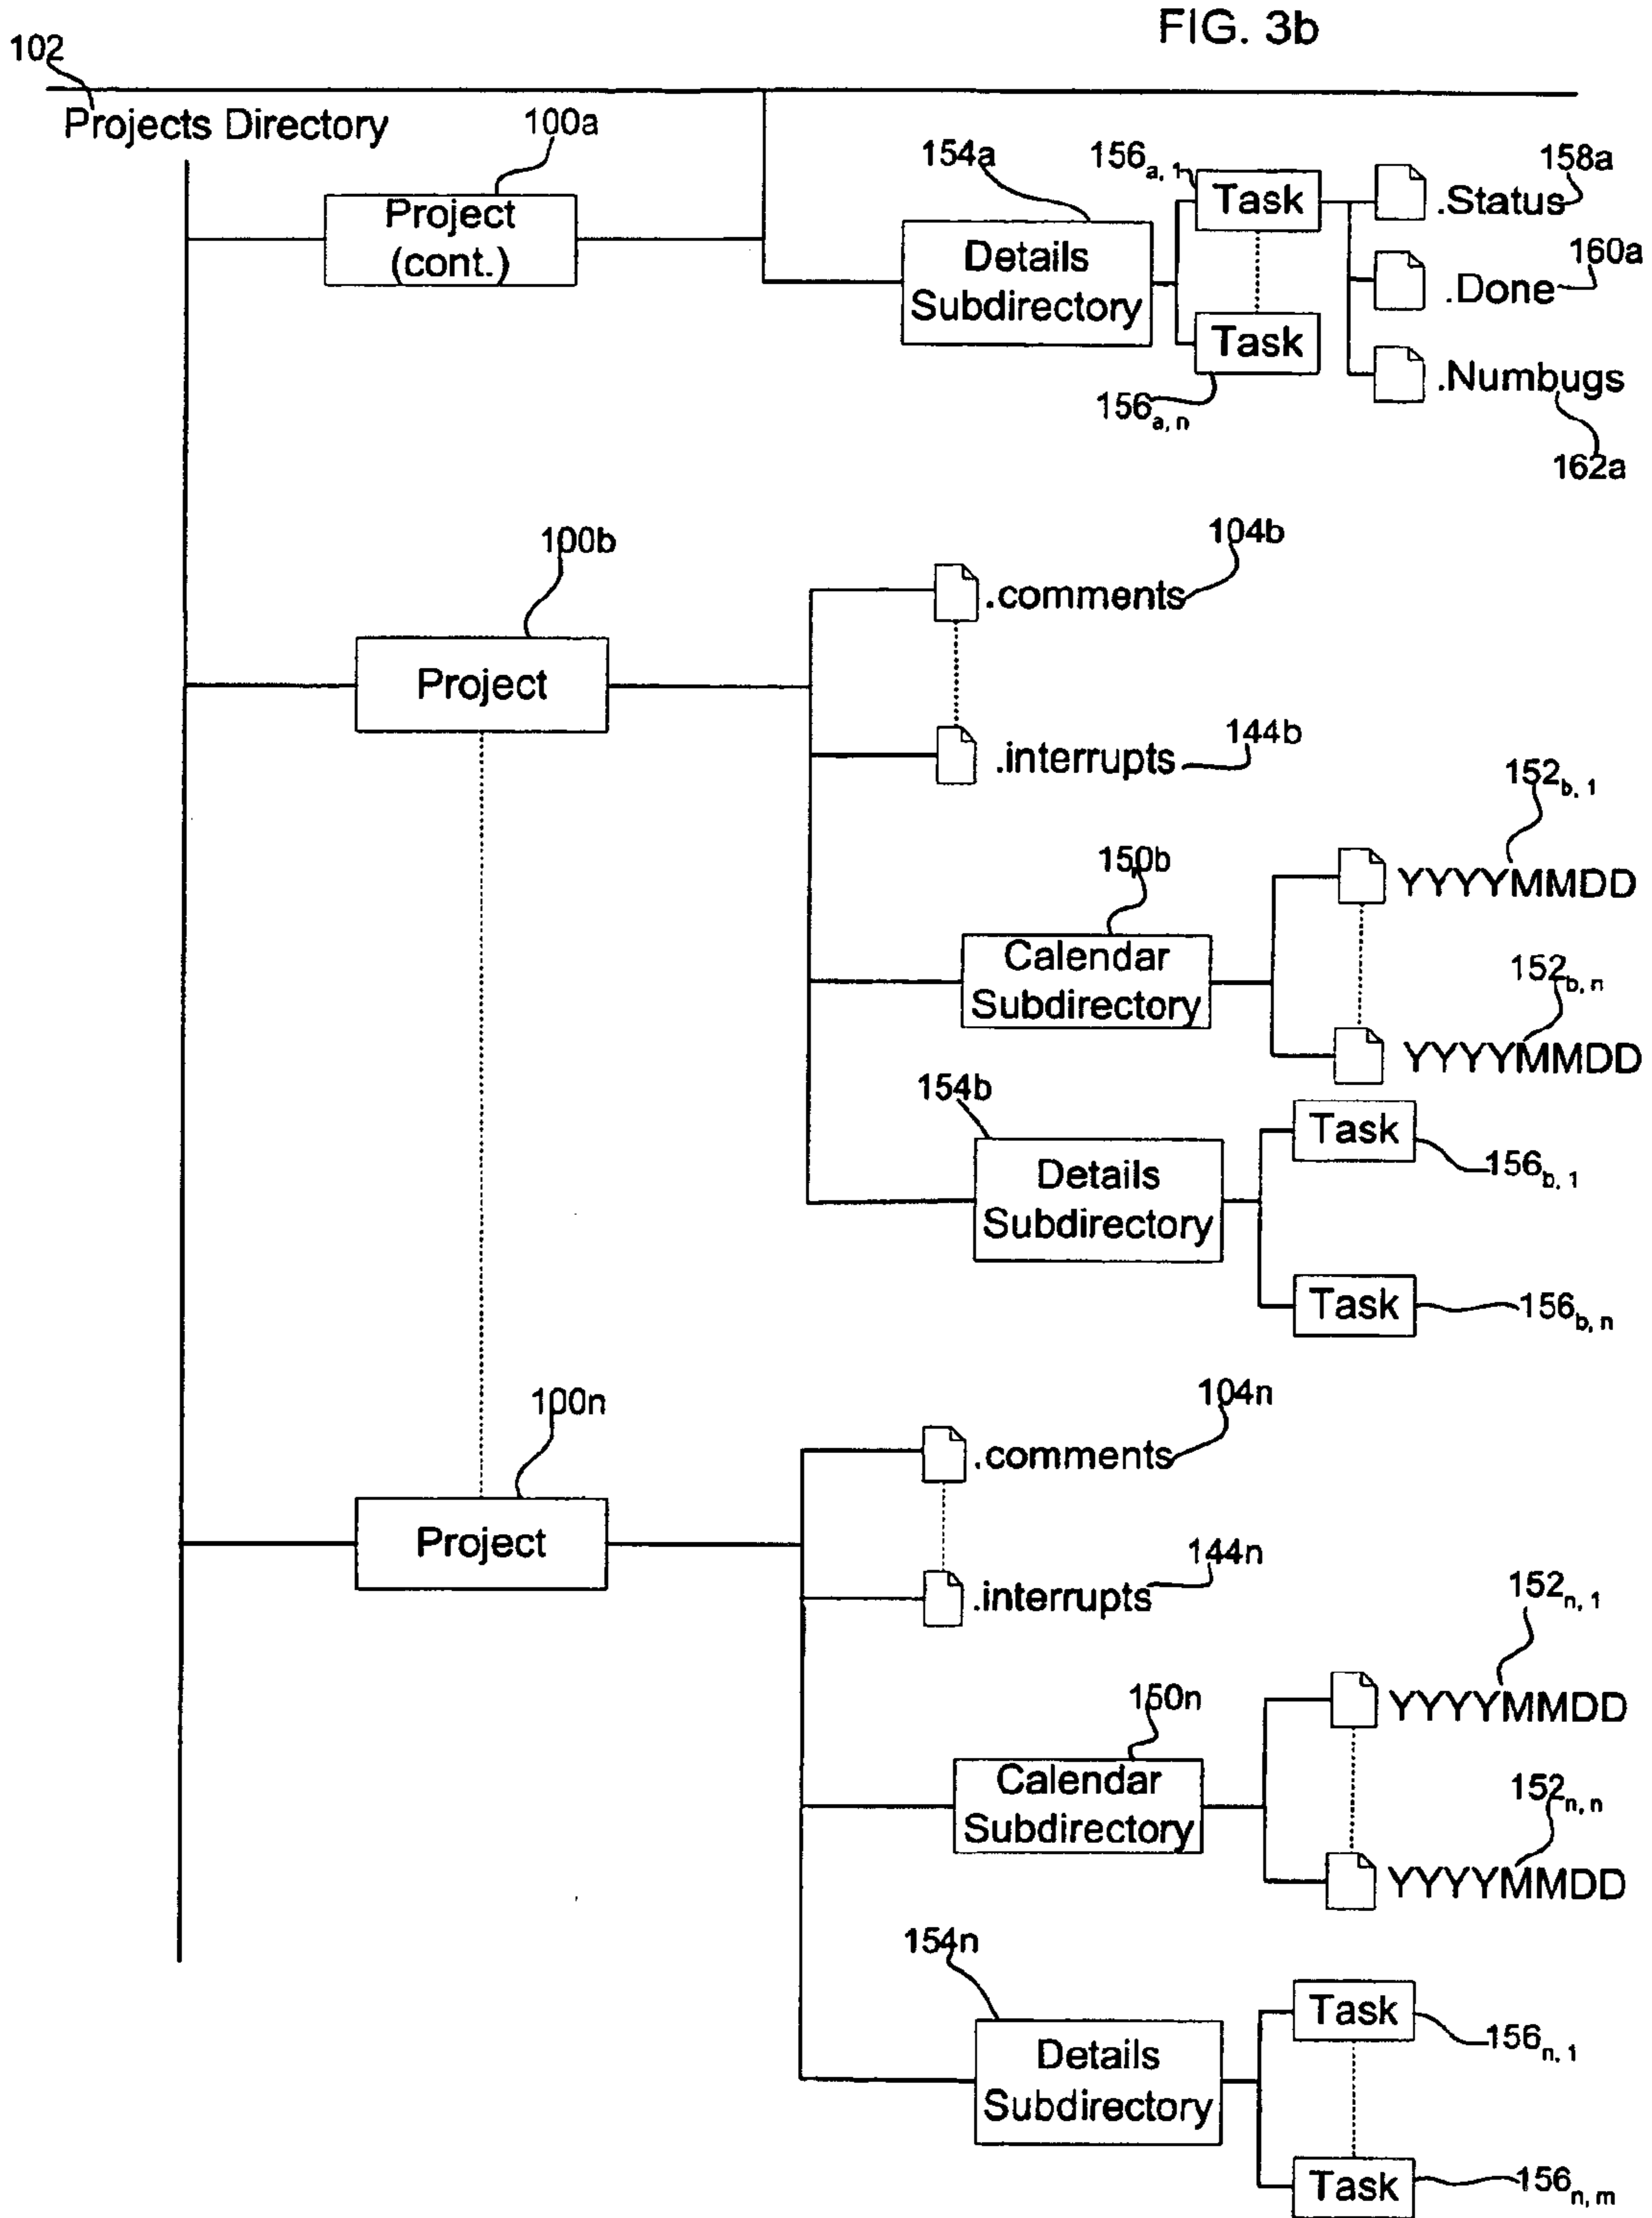 FIG. 3b
102
Projects Directory
100a
Project
(cont.)
154a
Details
Subdirectory
156a, 1
Task
Task
156a, n
.Status
158a
.Done
160a
.Numbugs
162a
100b
Project
104b
.comments
144b
.interrupts
150b
Calendar
Subdirectory
152b, 1
YYYYMMDD
152b, n
YYYYMMDD
154b
Details
Subdirectory
Task
156b, 1
Task
156b, n
100n
Project
104n
.comments
144n
.interrupts
150n
Calendar
Subdirectory
152n, 1
YYYYMMDD
152n, n
YYYYMMDD
154n
Details
Subdirectory
Task
156n, 1
Task
156n, m